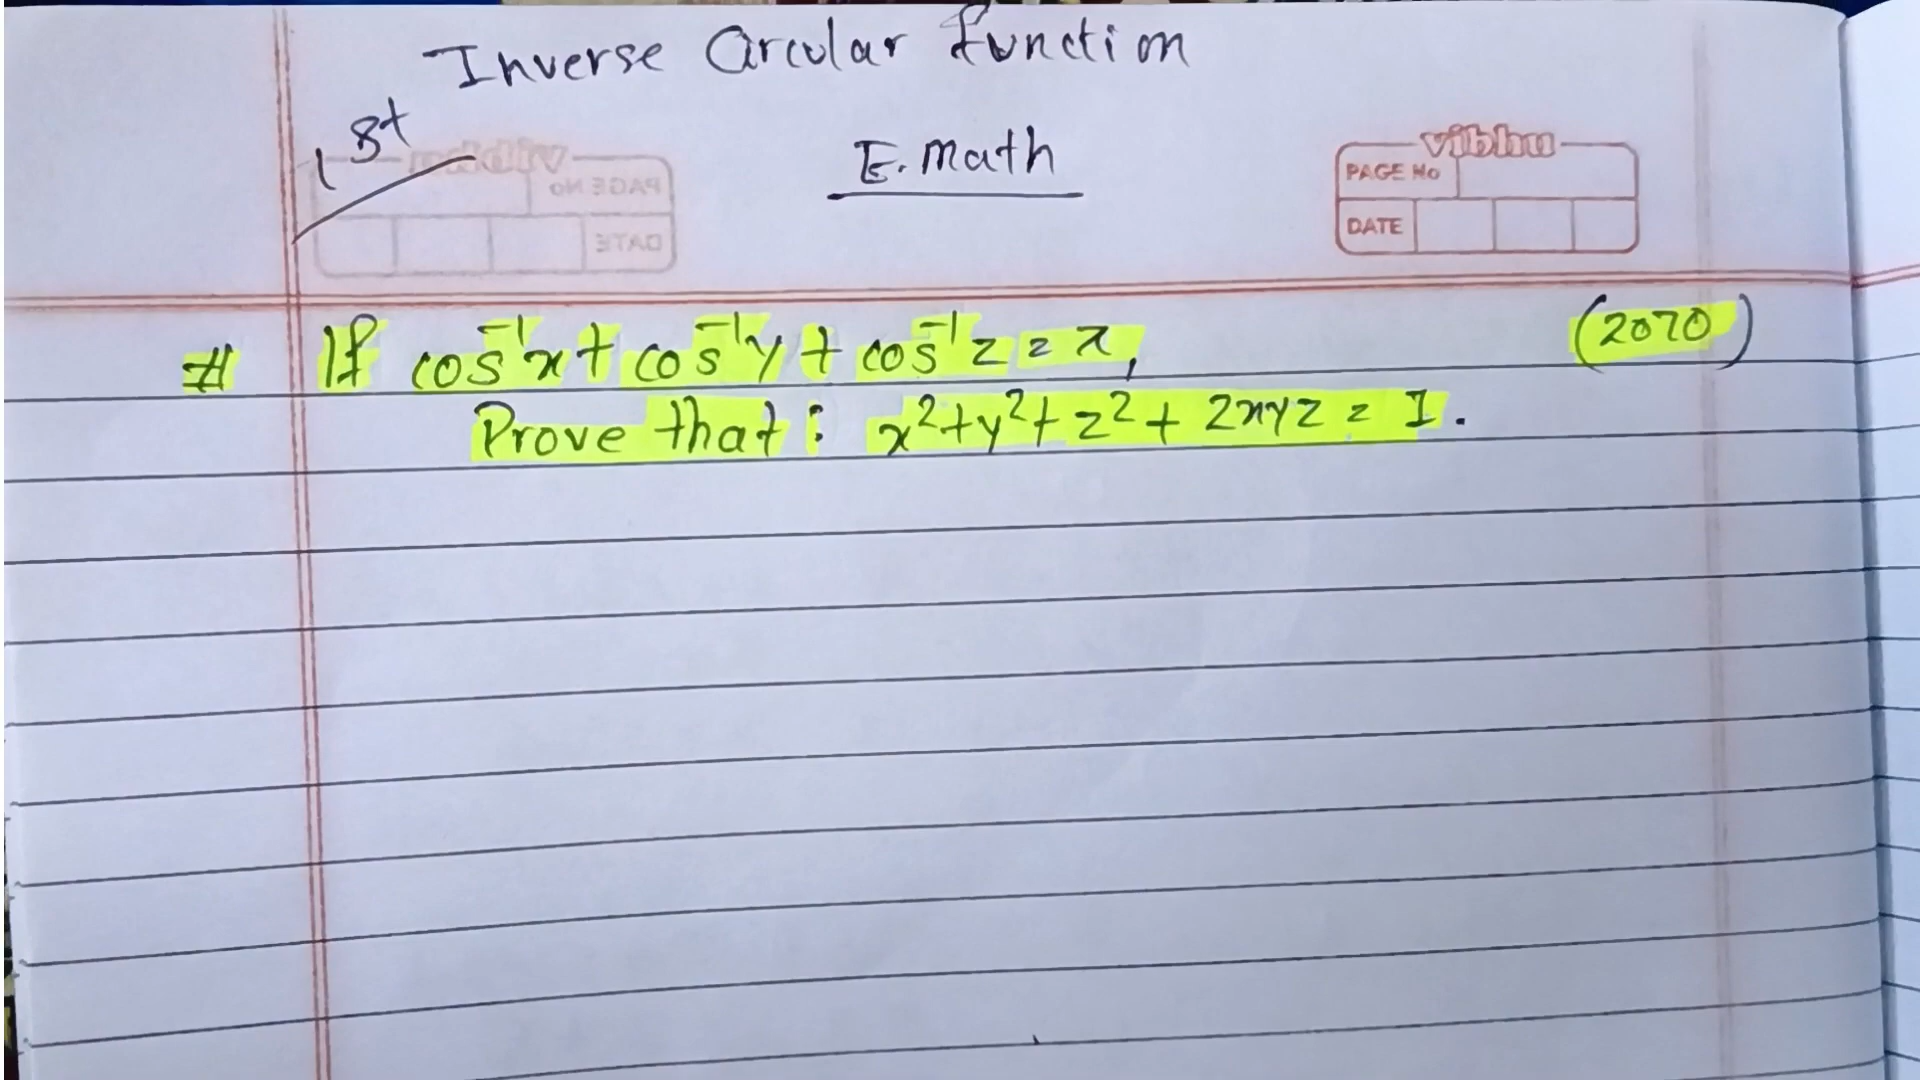 Inverse Circular function
1st
E. Math
vibhu
PAGE No
DATE
# If cos⁻¹x + cos⁻¹y + cos⁻¹z = π, (2070)
Prove that : x² + y² + z² + 2xyz = 1.